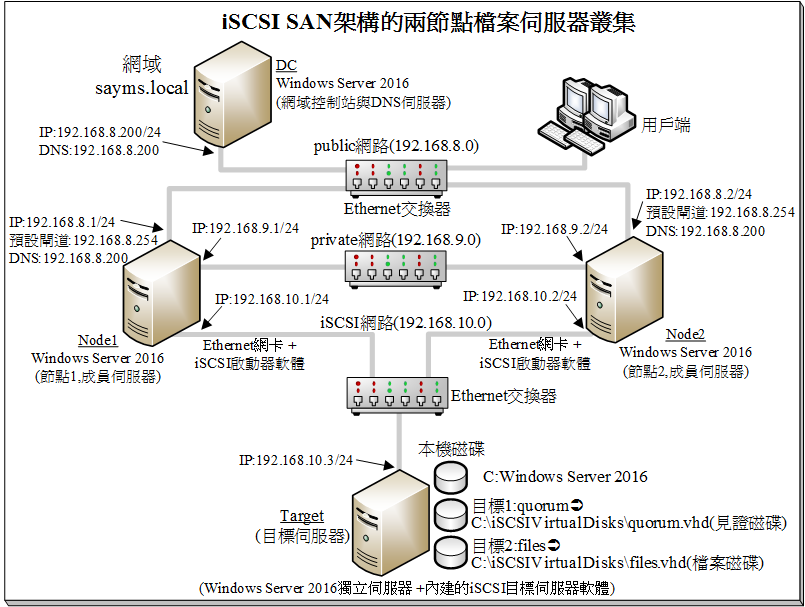 iSCSI SAN架構的兩節點檔案伺服器叢集
網域
sayms.local
DC
Windows Server 2016
(網域控制站與DNS伺服器)
用戶端
IP:192.168.8.200/24
DNS:192.168.8.200
public網路(192.168.8.0)
Ethernet交換器
IP:192.168.8.1/24
預設閘道:192.168.8.254
DNS:192.168.8.200
IP:192.168.9.1/24
private網路(192.168.9.0)
IP:192.168.9.2/24
IP:192.168.8.2/24
預設閘道:192.168.8.254
DNS:192.168.8.200
IP:192.168.10.1/24
iSCSI網路(192.168.10.0)
IP:192.168.10.2/24
Node1
Windows Server 2016
(節點1,成員伺服器)
Ethernet網卡 +
iSCSI啟動器軟體
Ethernet網卡 +
iSCSI啟動器軟體
Node2
Windows Server 2016
(節點2,成員伺服器)
Ethernet交換器
IP:192.168.10.3/24
本機磁碟
C:Windows Server 2016
Target
(目標伺服器)
目標1:quorum➲
C:\iSCSIVirtualDisks\quorum.vhd(見證磁碟)
目標2:files➲
C:\iSCSIVirtualDisks\files.vhd(檔案磁碟)
(Windows Server 2016獨立伺服器 +內建的iSCSI目標伺服器軟體)